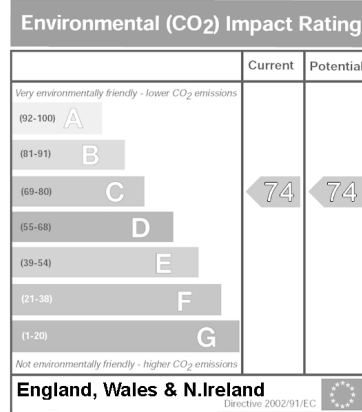 Environmental (CO2) Impact Rating
Current Potential
Very environmentally friendly - lower CO2 emissions
(92-100) A
(81-91) B
(69-80) C 74 74
(55-68) D
(39-54) E
(21-38) F
(1-20) G
Not environmentally friendly - higher CO2 emissions
England, Wales & N.Ireland
Directive 2002/91/EC